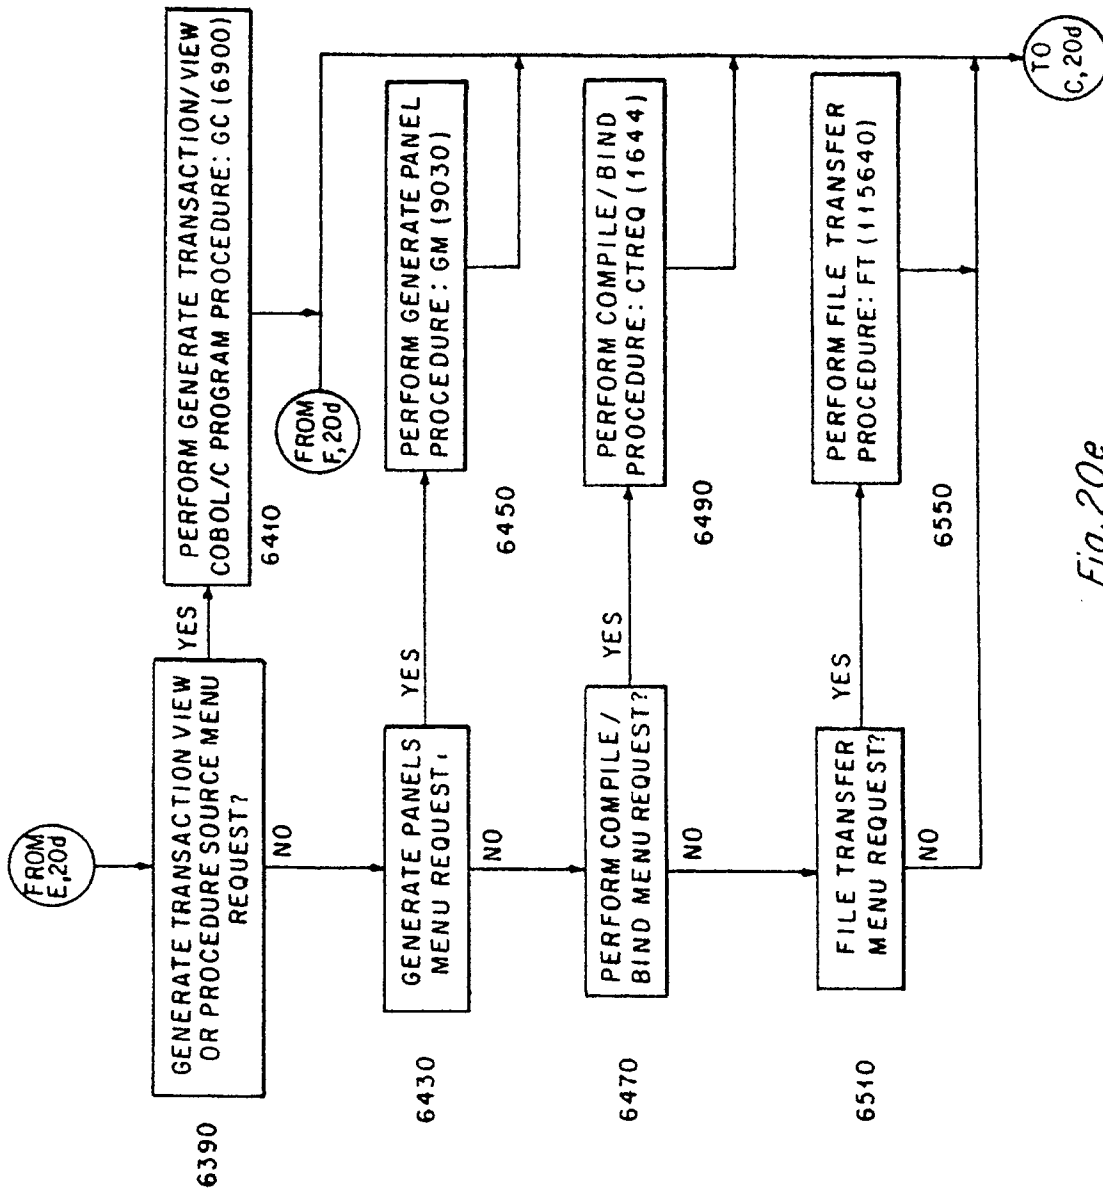 FROM
E,20d
6390
GENERATE TRANSACTION VIEW
OR PROCEDURE SOURCE MENU
REQUEST?
YES
NO
PERFORM GENERATE TRANSACTION/VIEW
COBOL/C PROGRAM PROCEDURE: GC (6900)
6410
FROM
F,20d
6430
GENERATE PANELS
MENU REQUEST.
YES
NO
PERFORM GENERATE PANEL
PROCEDURE: GM (9030)
6450
6470
PERFORM COMPILE/
BIND MENU REQUEST?
YES
NO
PERFORM COMPILE/BIND
PROCEDURE: CTREQ (1644)
6490
6510
FILE TRANSFER
MENU REQUEST?
YES
NO
PERFORM FILE TRANSFER
PROCEDURE: FT (115640)
6550
TO
C,20d
Fig. 20e